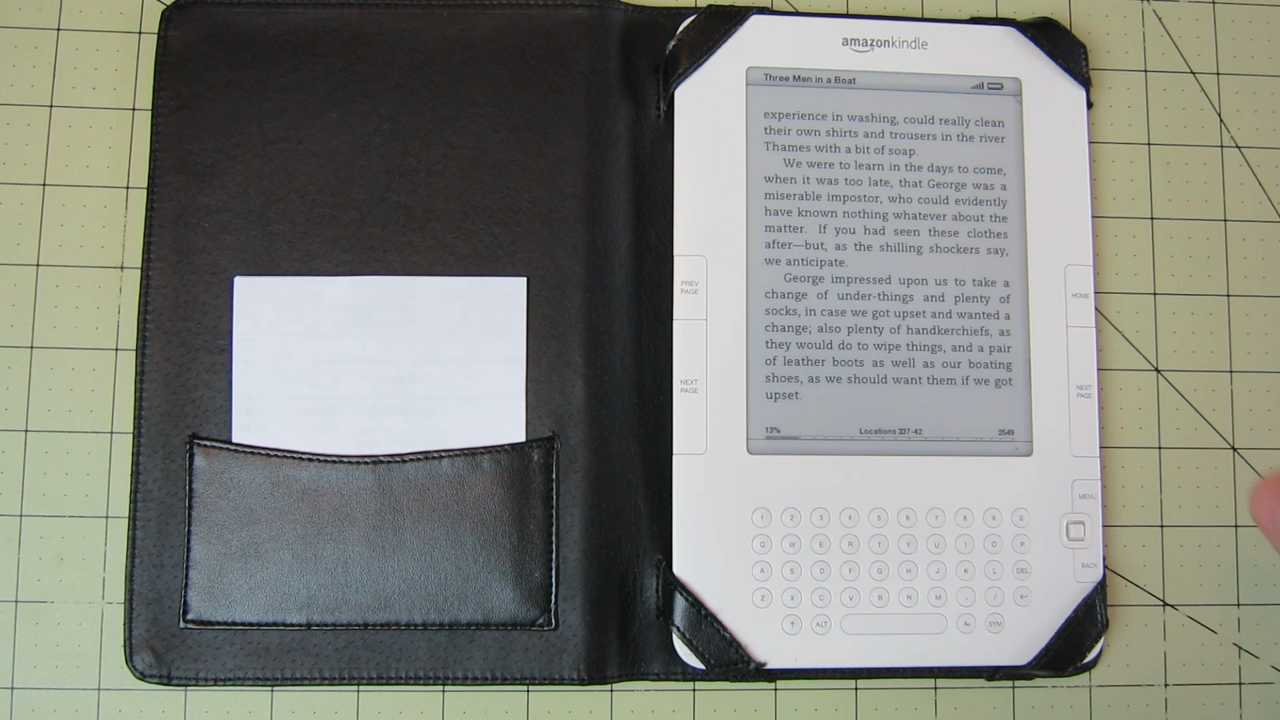 amazonkindle
Three Men in a Boat
experience in washing, could really clean
their own shirts and trousers in the river
Thames with a bit of soap.
We were to learn in the days to come,
when it was too late, that George was a
miserable impostor, who could evidently
have known nothing whatever about the
matter. If you had seen these clothes
after—but, as the shilling shockers say,
we anticipate.
George impressed upon us to take a
change of under-things and plenty of
socks, in case we got upset and wanted a
change; also plenty of handkerchiefs, as
they would do to wipe things, and a pair
of leather boots as well as our boating
shoes, as we should want them if we got
upset.
13% Locations 337-42 2549
PREV
PAGE
NEXT
PAGE
HOME
NEXT
PAGE
MENU
BACK
1 2 3 4 5 6 7 8 9 0
Q W E R T Y U I O P
A S D F G H J K L DEL
Z X C V B N M . / ↵
↑ ALT Aa SYM